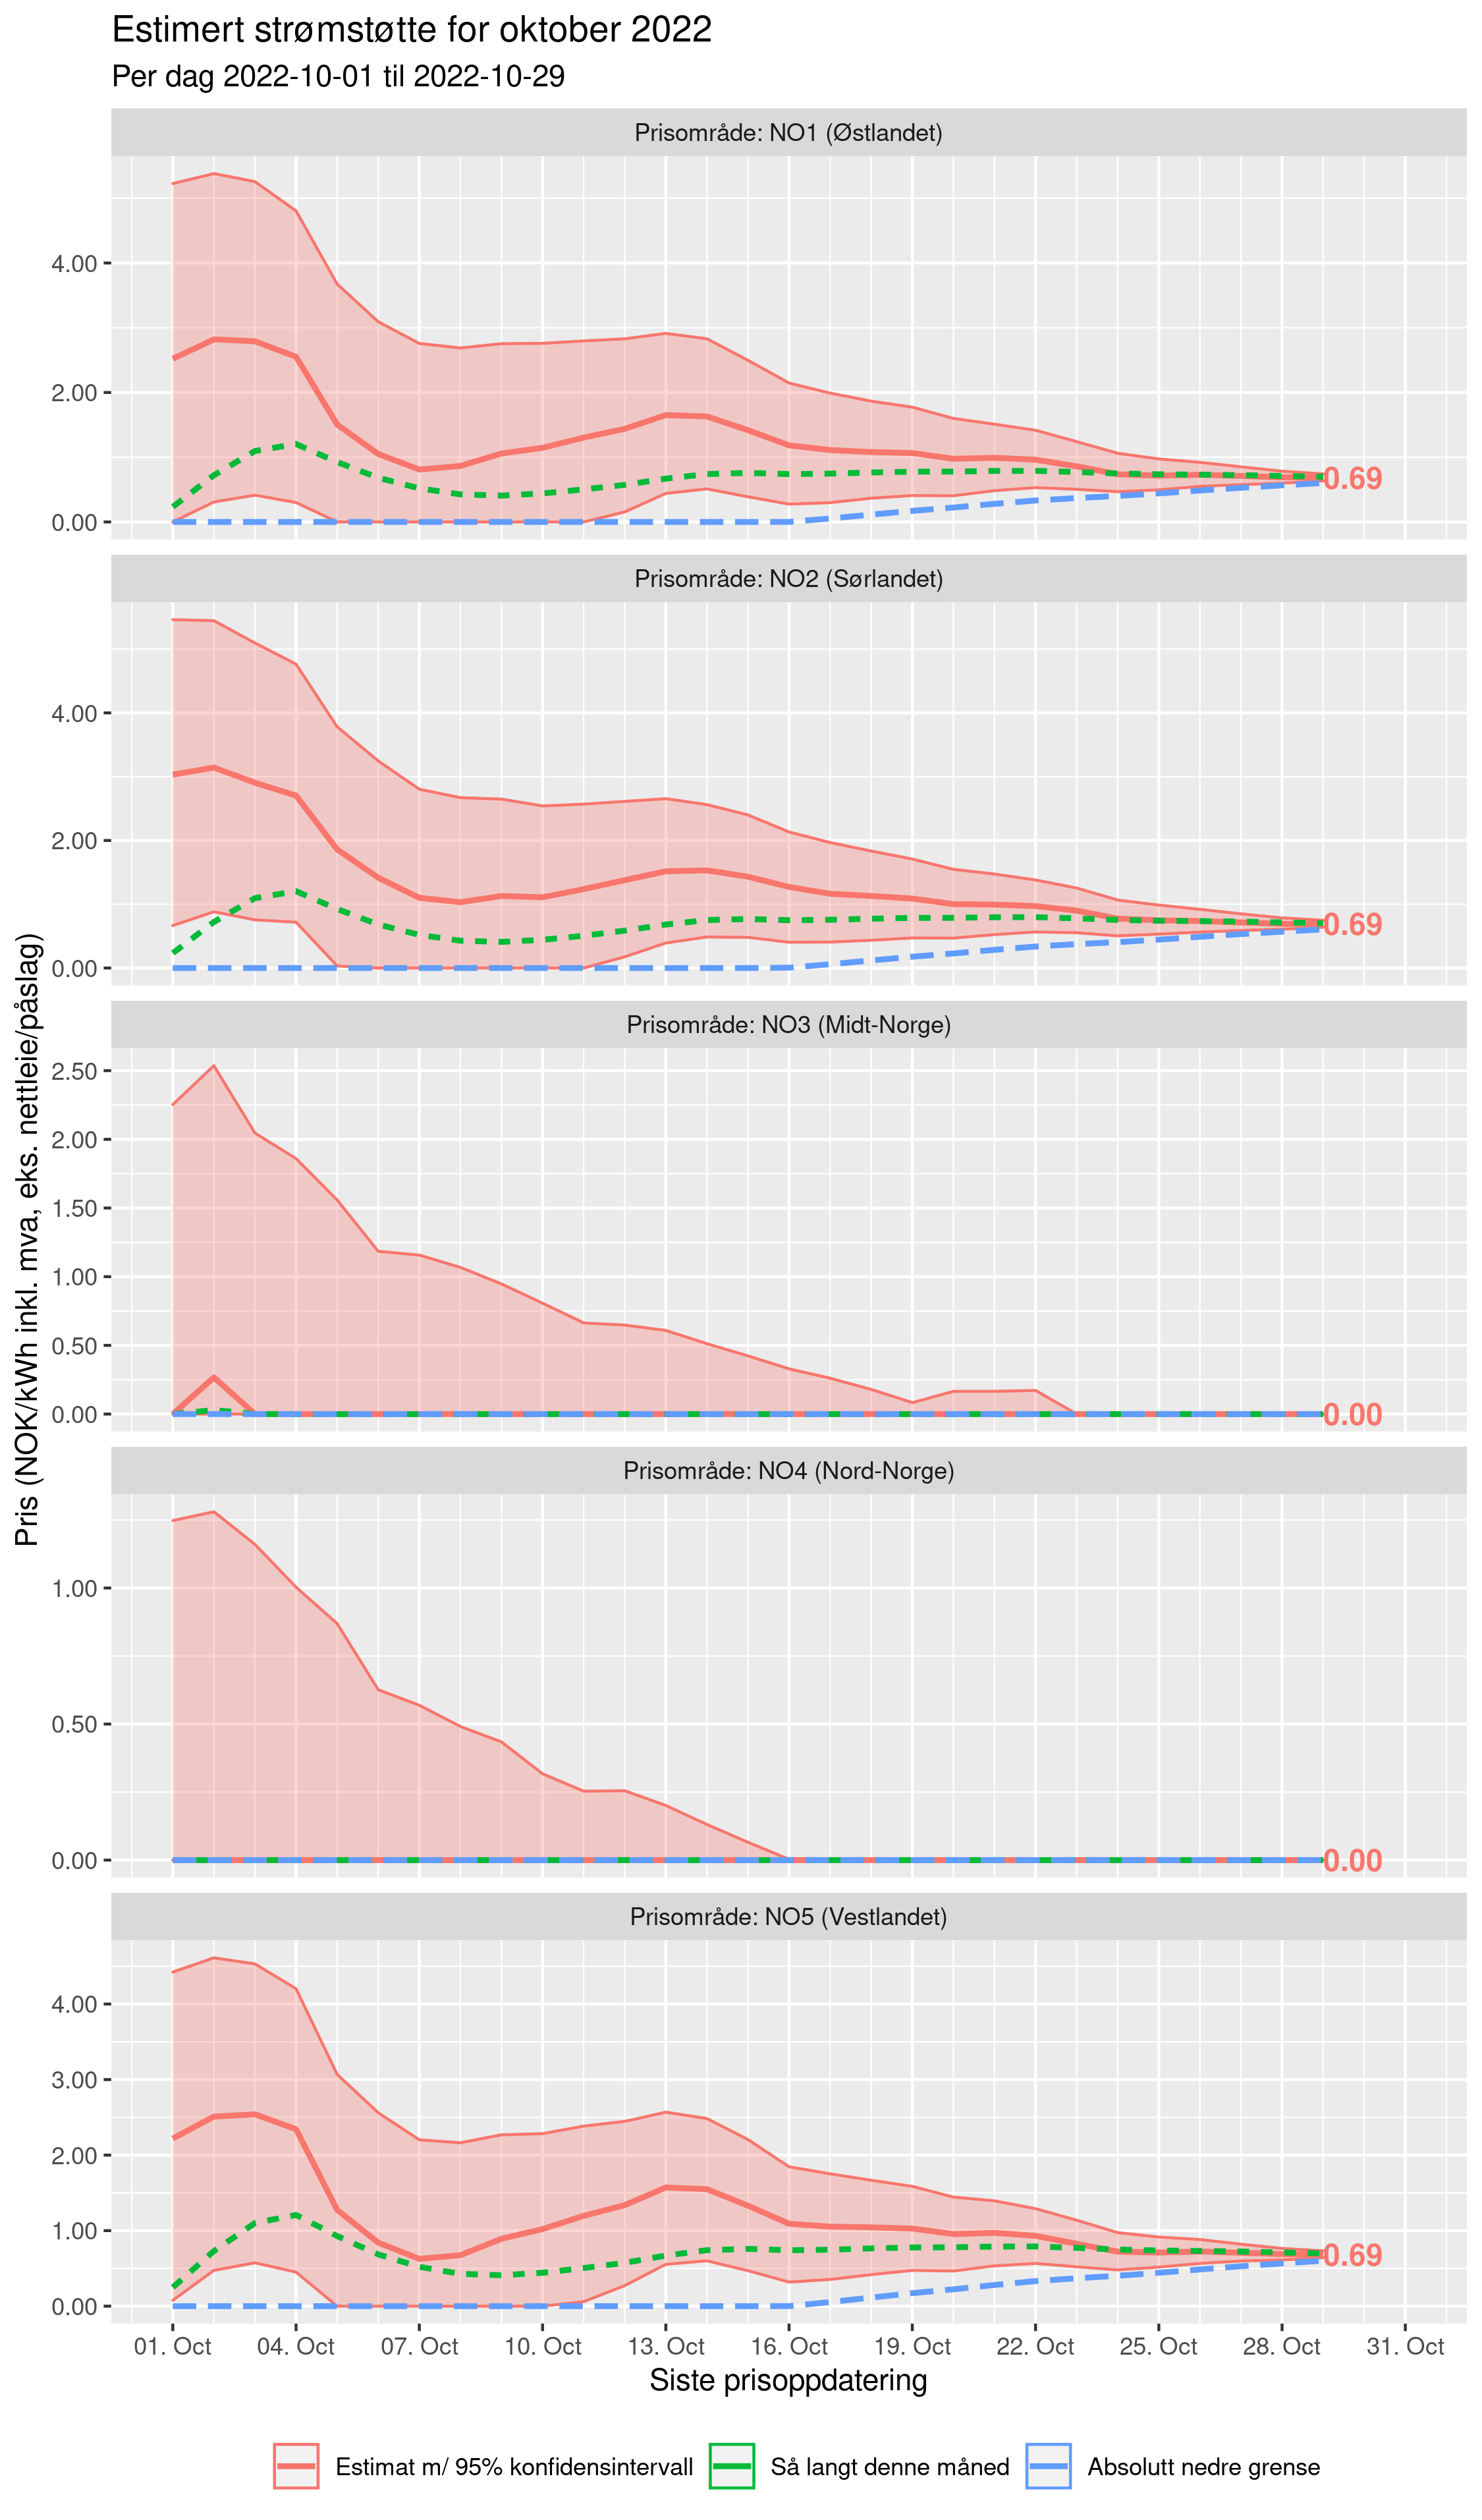 Estimert strømstøtte for oktober 2022
Per dag 2022-10-01 til 2022-10-29
Pris (NOK/kWh inkl. mva, eks. nettleie/påslag)
Prisområde: NO1 (Østlandet)
4.00
2.00
0.00
0.69
Prisområde: NO2 (Sørlandet)
4.00
2.00
0.00
0.69
Prisområde: NO3 (Midt-Norge)
2.50
2.00
1.50
1.00
0.50
0.00
0.00
Prisområde: NO4 (Nord-Norge)
1.00
0.50
0.00
0.00
Prisområde: NO5 (Vestlandet)
4.00
3.00
2.00
1.00
0.00
0.69
01. Oct 04. Oct 07. Oct 10. Oct 13. Oct 16. Oct 19. Oct 22. Oct 25. Oct 28. Oct 31. Oct
Siste prisoppdatering
Estimat m/ 95% konfidensintervall Så langt denne måned Absolutt nedre grense